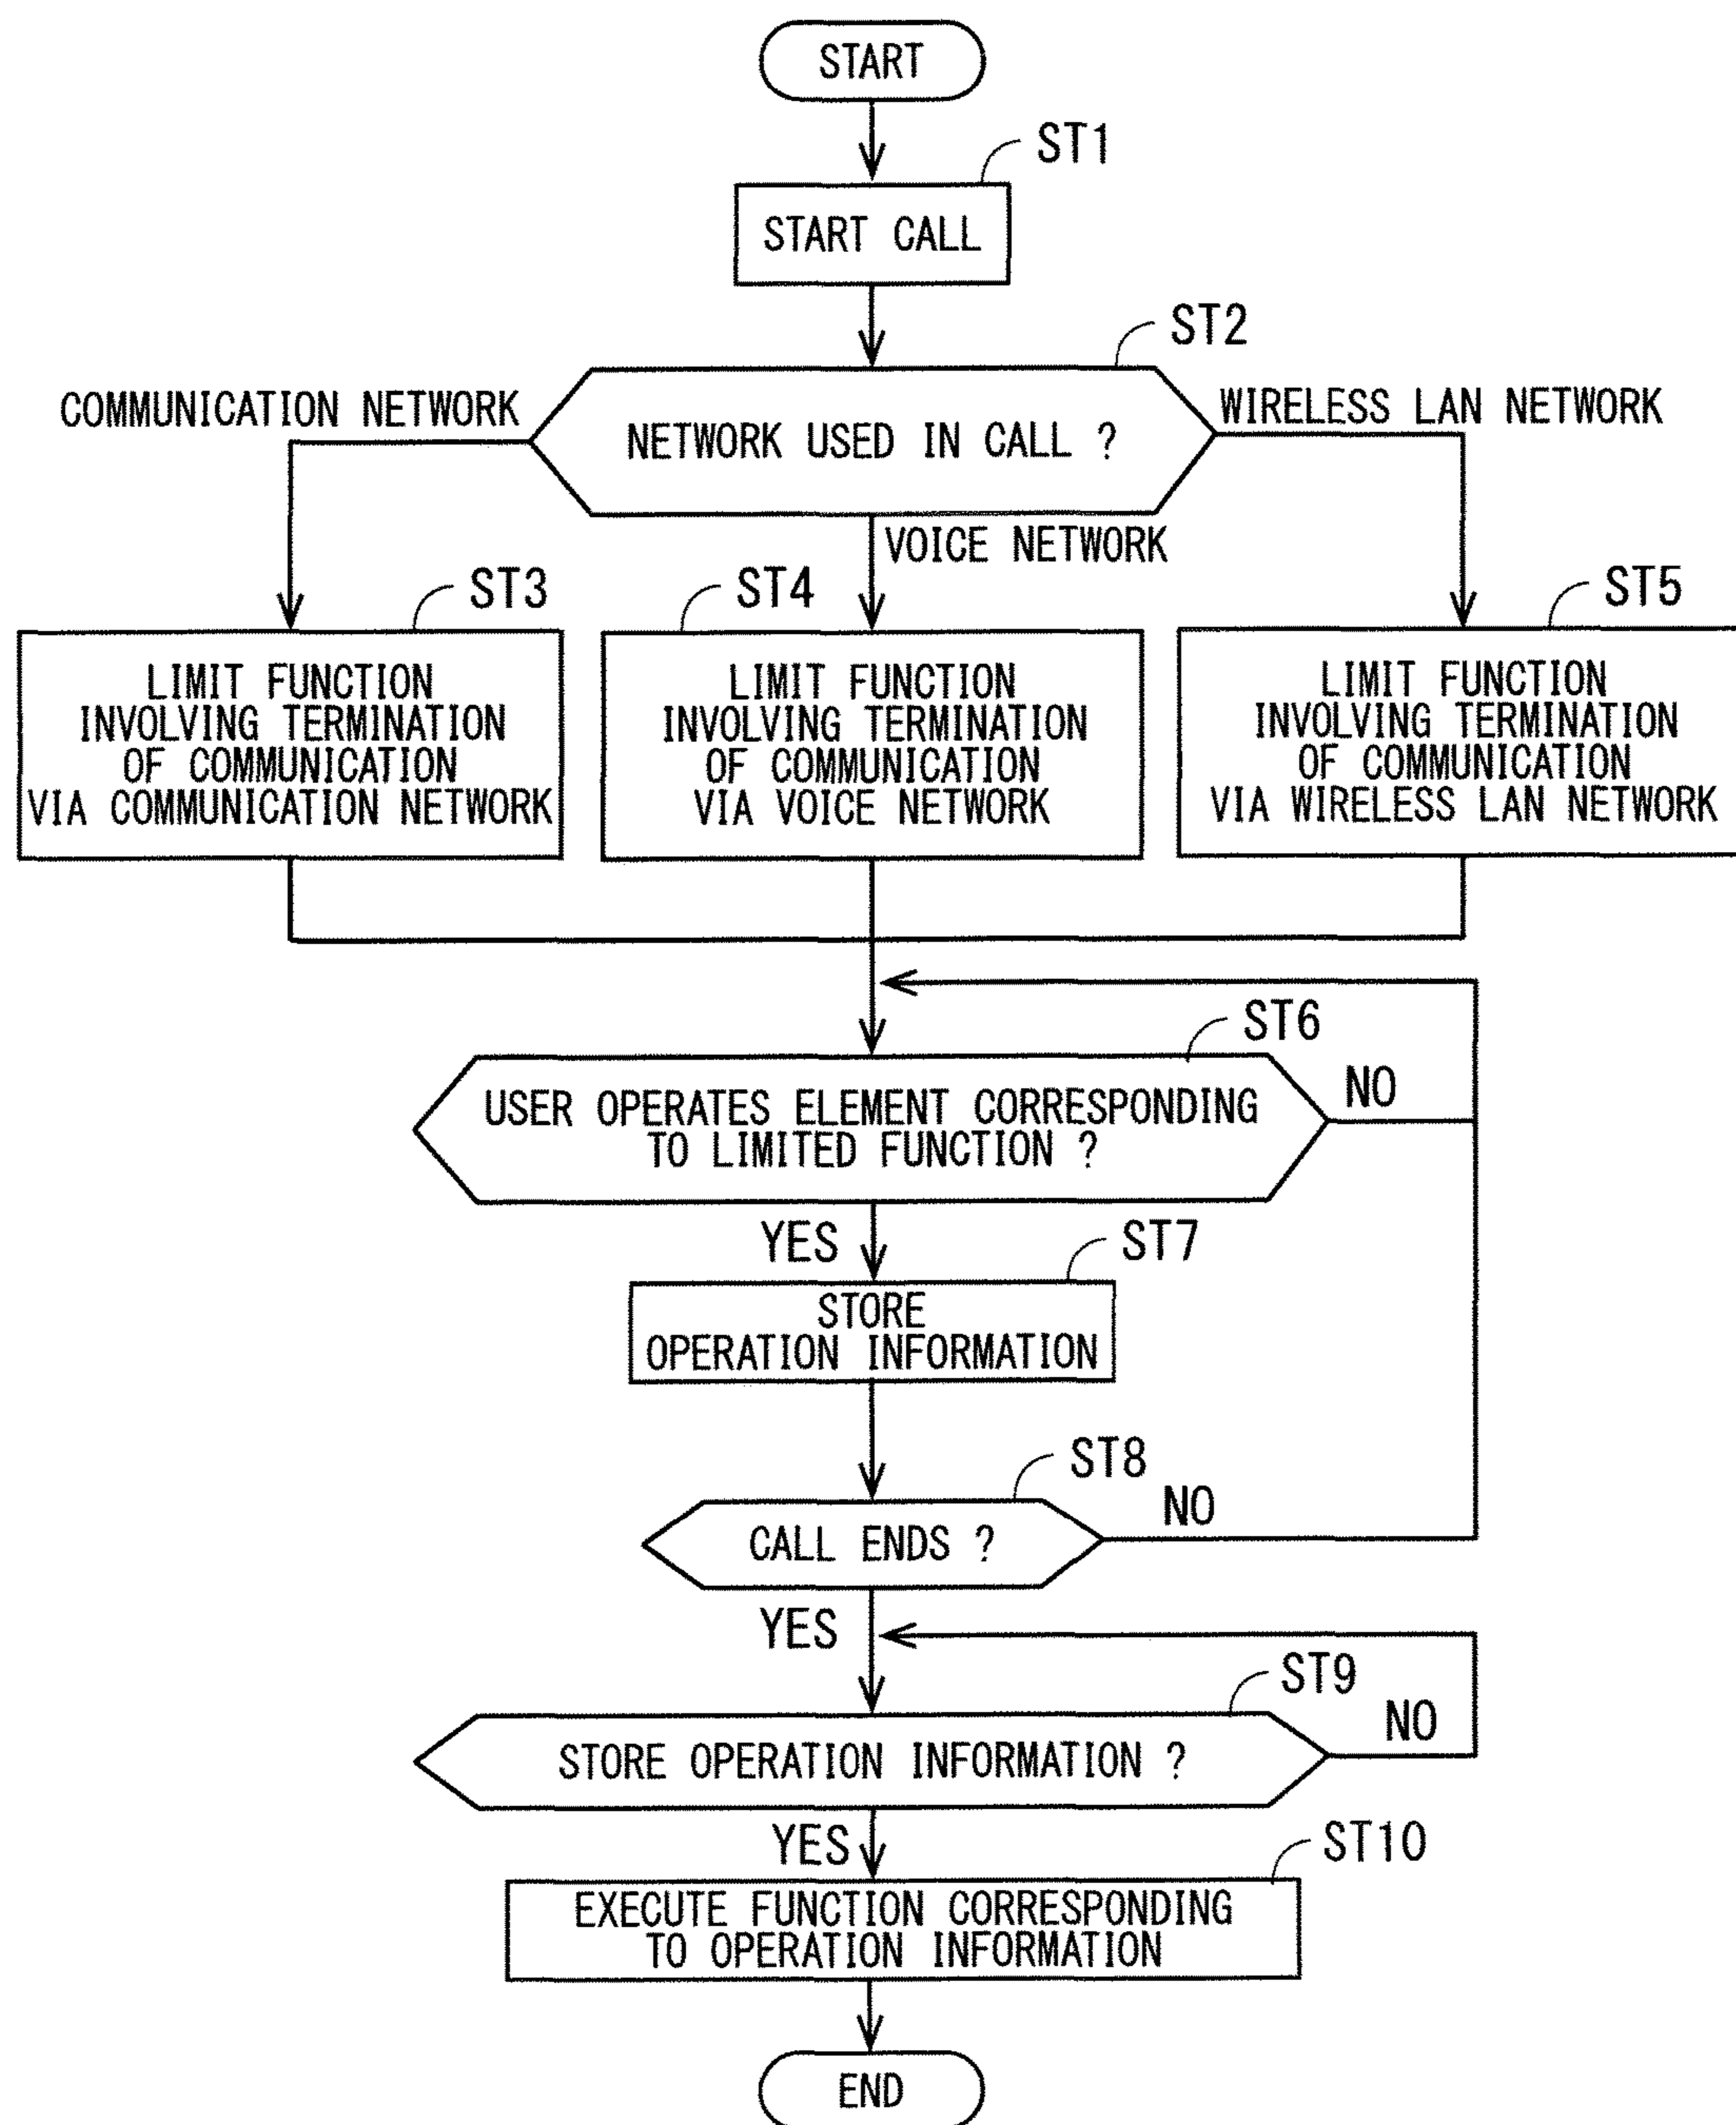 START
ST1
START CALL
ST2
COMMUNICATION NETWORK
WIRELESS LAN NETWORK
NETWORK USED IN CALL ?
VOICE NETWORK
ST3
ST4
ST5
LIMIT FUNCTION
INVOLVING TERMINATION
OF COMMUNICATION
VIA COMMUNICATION NETWORK
LIMIT FUNCTION
INVOLVING TERMINATION
OF COMMUNICATION
VIA VOICE NETWORK
LIMIT FUNCTION
INVOLVING TERMINATION
OF COMMUNICATION
VIA WIRELESS LAN NETWORK
ST6
USER OPERATES ELEMENT CORRESPONDING
TO LIMITED FUNCTION ?
NO
YES
ST7
STORE
OPERATION INFORMATION
ST8
CALL ENDS ?
NO
YES
ST9
STORE OPERATION INFORMATION ?
NO
YES
ST10
EXECUTE FUNCTION CORRESPONDING
TO OPERATION INFORMATION
END